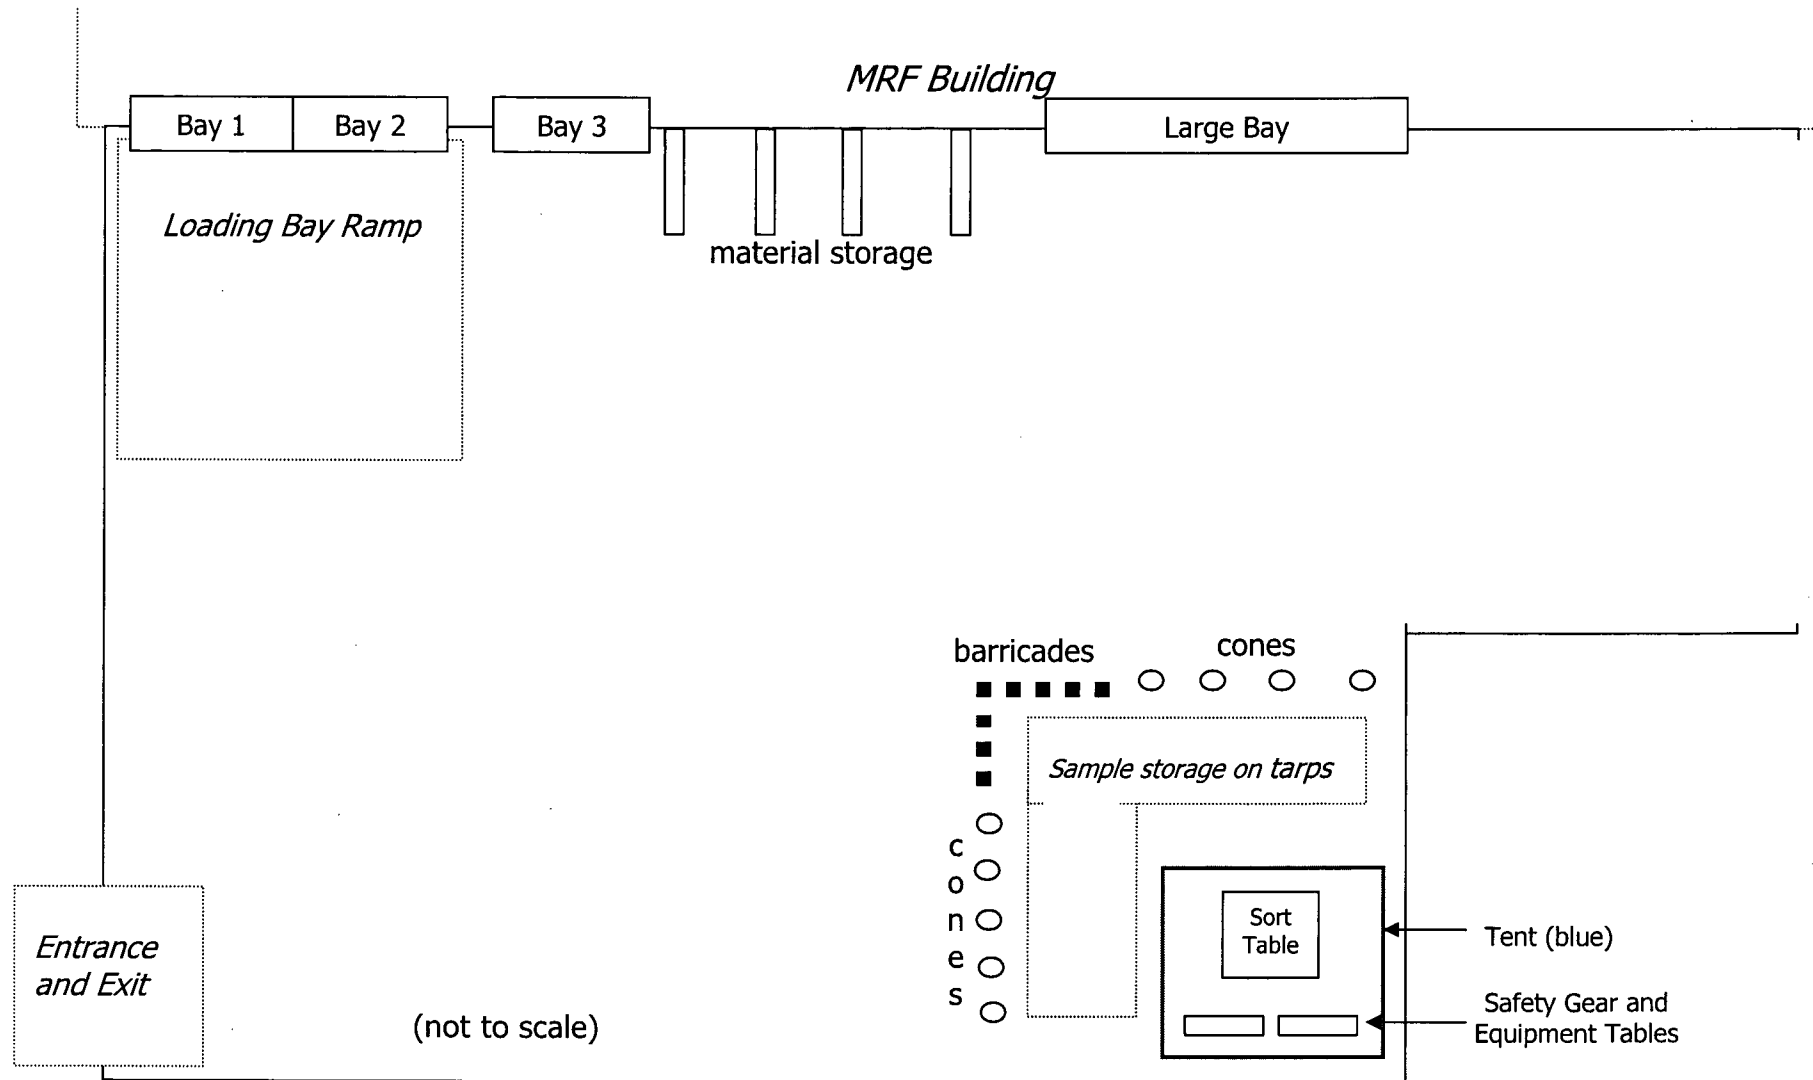 MRF Building
Bay 1
Bay 2
Bay 3
Large Bay
Loading Bay Ramp
material storage
barricades
cones
Sample storage on tarps
cones
Sort
Table
Tent (blue)
Entrance
and Exit
Safety Gear and
Equipment Tables
(not to scale)